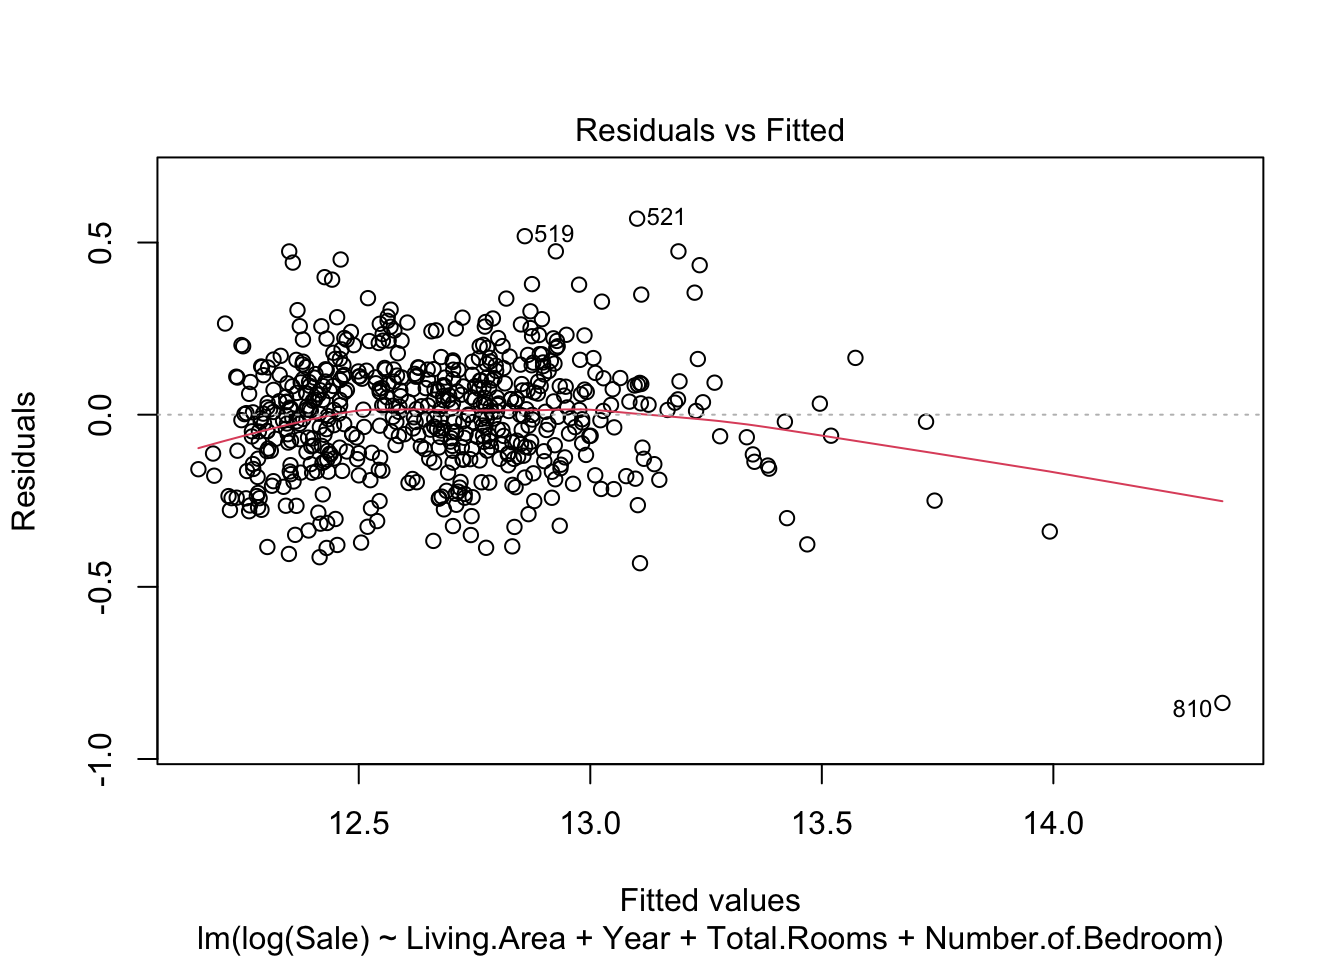 Residuals vs Fitted
Residuals
0.5
0.0
-0.5
-1.0
519
521
810
12.5 13.0 13.5 14.0
Fitted values
lm(log(Sale) ~ Living.Area + Year + Total.Rooms + Number.of.Bedroom)